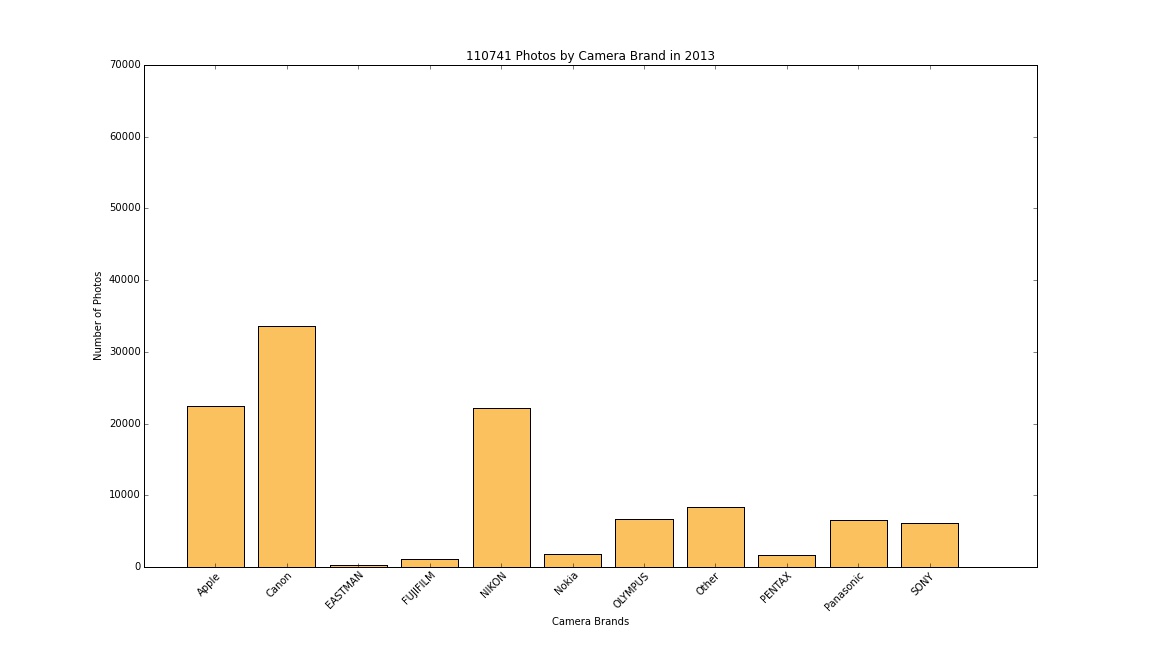 110741 Photos by Camera Brand in 2013
70000
60000
50000
40000
30000
20000
10000
0
Number of Photos
Apple
Canon
EASTMAN
FUJIFILM
NIKON
Nokia
OLYMPUS
Other
PENTAX
Panasonic
SONY
Camera Brands